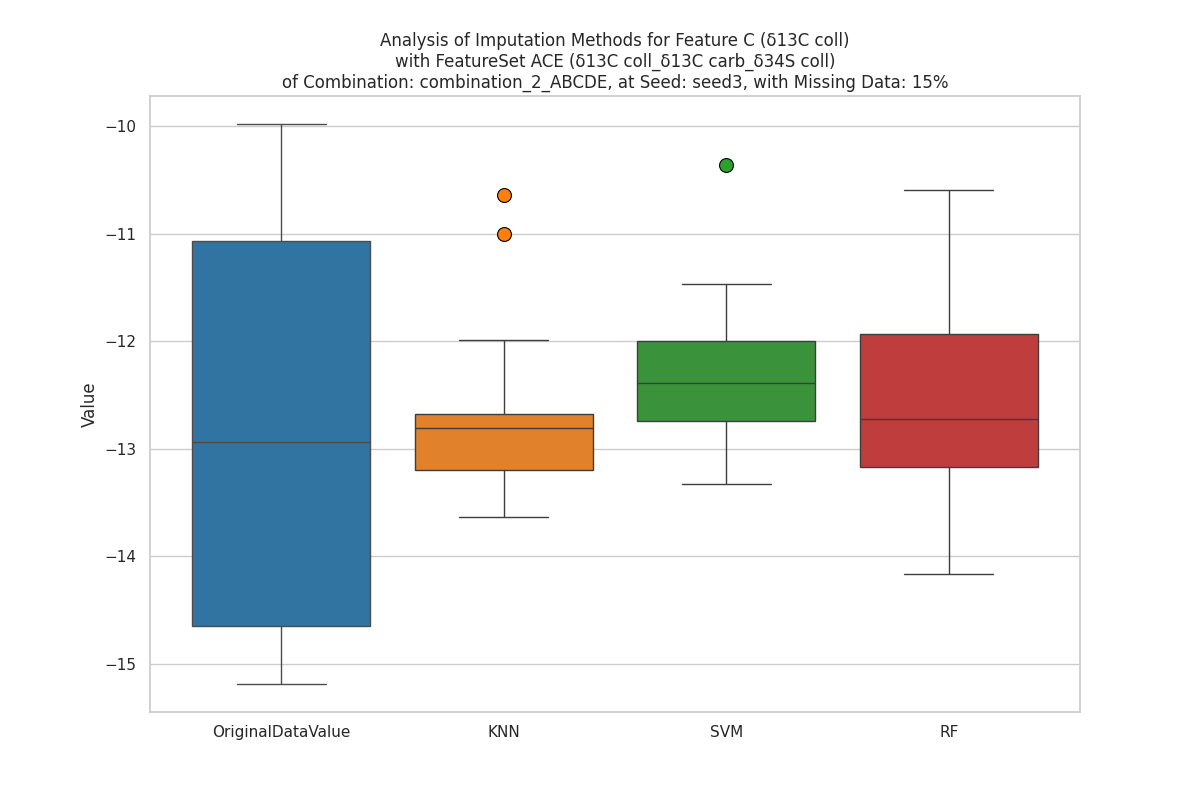 Analysis of Imputation Methods for Feature C (δ13C coll)
with FeatureSet ACE (δ13C coll_δ13C carb_δ34S coll)
of Combination: combination_2_ABCDE, at Seed: seed3, with Missing Data: 15%
−10
−11
−12
−13
−14
−15
Value
OriginalDataValue
KNN
SVM
RF